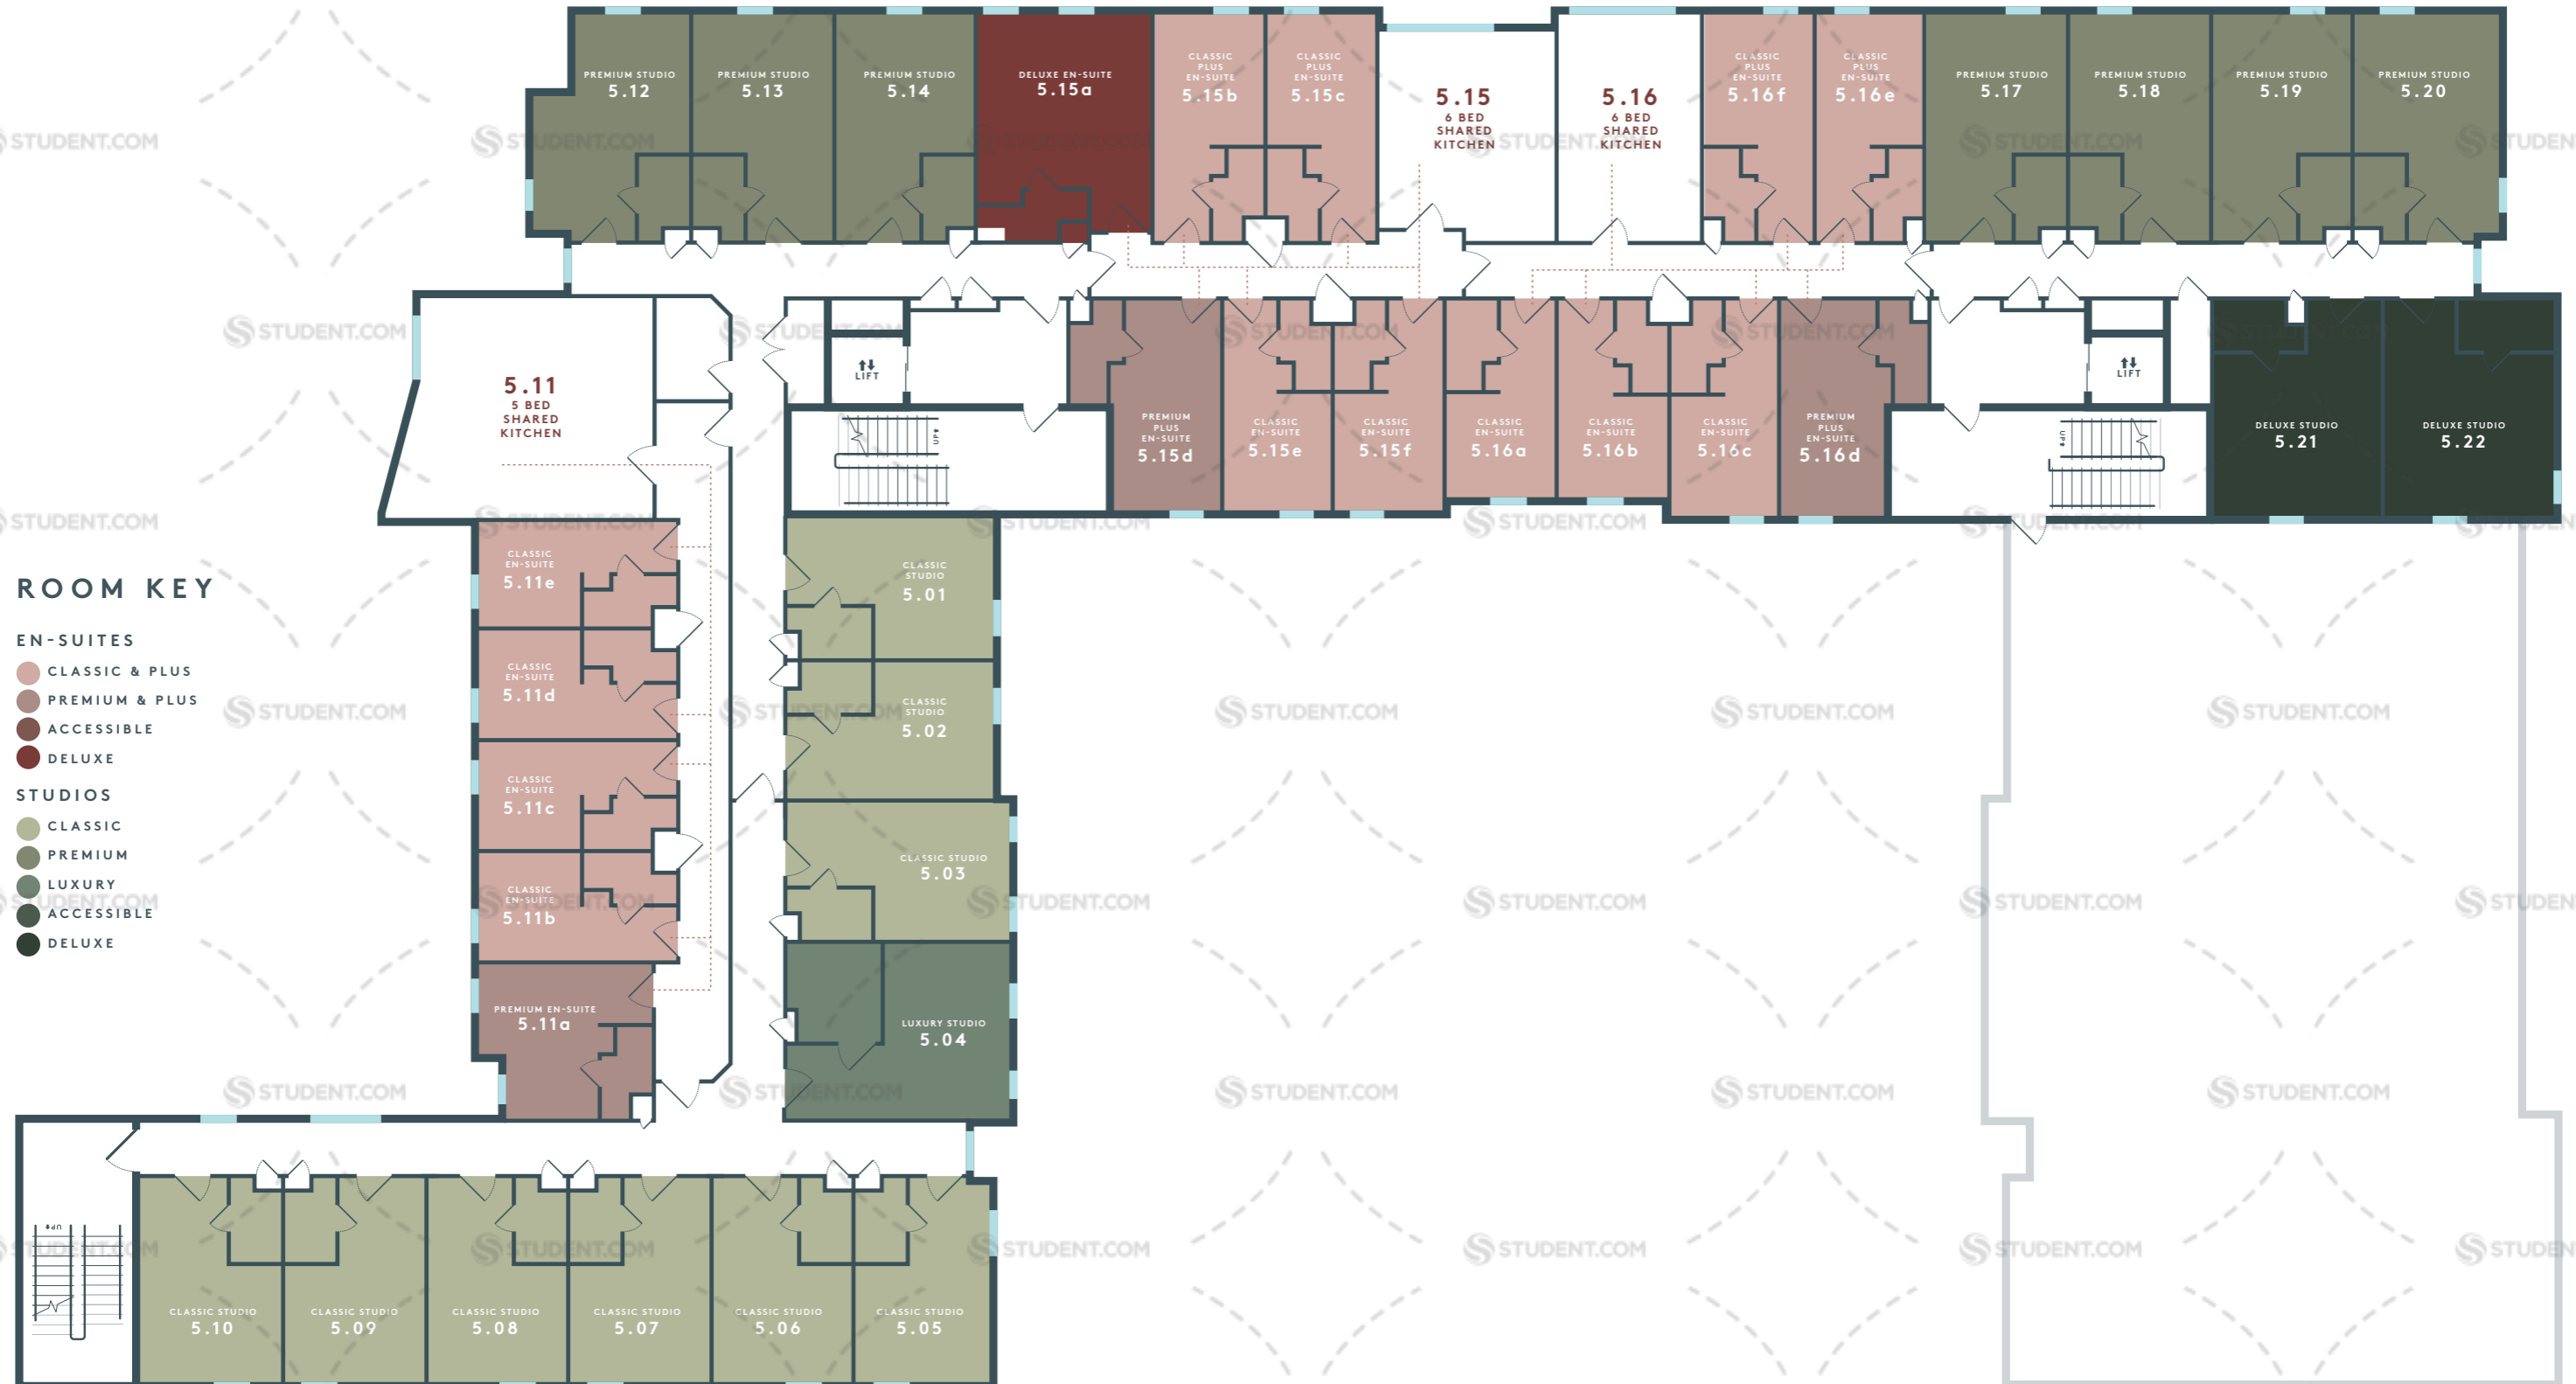 PREMIUM STUDIO
5.12
PREMIUM STUDIO
5.13
PREMIUM STUDIO
5.14
DELUXE EN-SUITE
5.15a
CLASSIC
PLUS
EN-SUITE
5.15b
CLASSIC
PLUS
EN-SUITE
5.15c
5.15
6 BED
SHARED
KITCHEN
5.16
6 BED
SHARED
KITCHEN
CLASSIC
PLUS
EN-SUITE
5.16f
CLASSIC
PLUS
EN-SUITE
5.16e
PREMIUM STUDIO
5.17
PREMIUM STUDIO
5.18
PREMIUM STUDIO
5.19
PREMIUM STUDIO
5.20
5.11
5 BED
SHARED
KITCHEN
LIFT
UP
PREMIUM
PLUS
EN-SUITE
5.15d
CLASSIC
EN-SUITE
5.15e
CLASSIC
EN-SUITE
5.15f
CLASSIC
EN-SUITE
5.16a
CLASSIC
EN-SUITE
5.16b
CLASSIC
EN-SUITE
5.16c
PREMIUM
PLUS
EN-SUITE
5.16d
LIFT
UP
DELUXE STUDIO
5.21
DELUXE STUDIO
5.22
ROOM KEY
EN-SUITES
CLASSIC & PLUS
PREMIUM & PLUS
ACCESSIBLE
DELUXE
STUDIOS
CLASSIC
PREMIUM
LUXURY
ACCESSIBLE
DELUXE
CLASSIC
EN-SUITE
5.11e
CLASSIC
EN-SUITE
5.11d
CLASSIC
EN-SUITE
5.11c
CLASSIC
EN-SUITE
5.11b
PREMIUM EN-SUITE
5.11a
CLASSIC
STUDIO
5.01
CLASSIC
STUDIO
5.02
CLASSIC STUDIO
5.03
LUXURY STUDIO
5.04
UP
CLASSIC STUDIO
5.10
CLASSIC STUDIO
5.09
CLASSIC STUDIO
5.08
CLASSIC STUDIO
5.07
CLASSIC STUDIO
5.06
CLASSIC STUDIO
5.05
STUDENT.COM